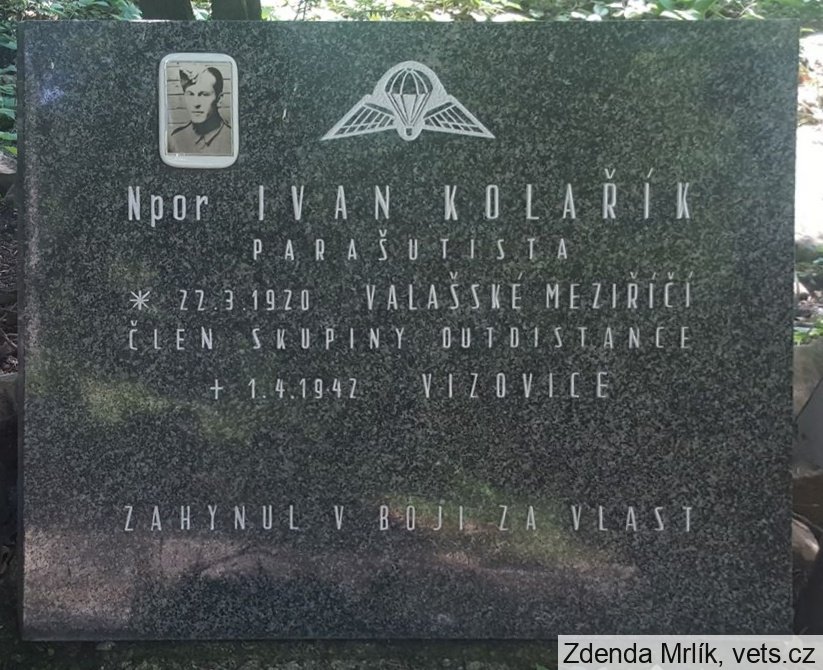 Npor IVAN KOLAŘÍK
PARAŠUTISTA
* 22.3.1920 VALAŠSKÉ MEZIŘÍČÍ
ČLEN SKUPINY OUTDISTANCE
+ 1.4.1942 VIZOVICE
ZAHYNUL V BOJI ZA VLAST
Zdenda Mrlík, vets.cz